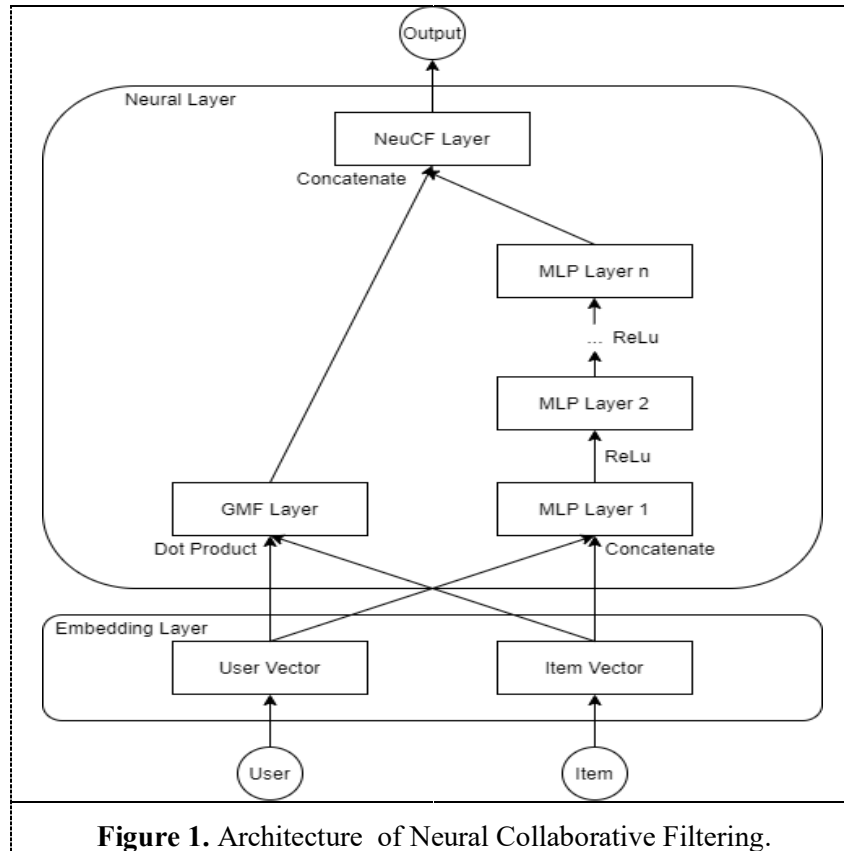 Output
Neural Layer
NeuCF Layer
Concatenate
MLP Layer n
... ReLu
MLP Layer 2
ReLu
GMF Layer
MLP Layer 1
Dot Product
Concatenate
Embedding Layer
User Vector
Item Vector
User
Item
Figure 1. Architecture of Neural Collaborative Filtering.